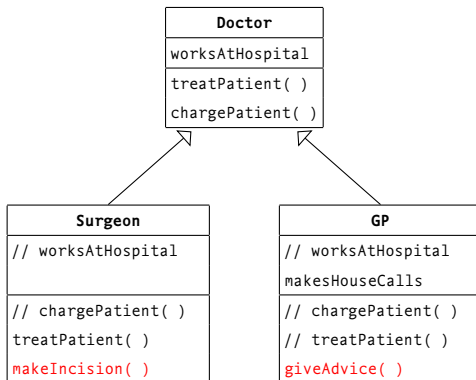 Doctor
worksAtHospital
treatPatient( )
chargePatient( )
Surgeon
// worksAtHospital
// chargePatient( )
treatPatient( )
makeIncision( )
GP
// worksAtHospital
makesHouseCalls
// chargePatient( )
// treatPatient( )
giveAdvice( )